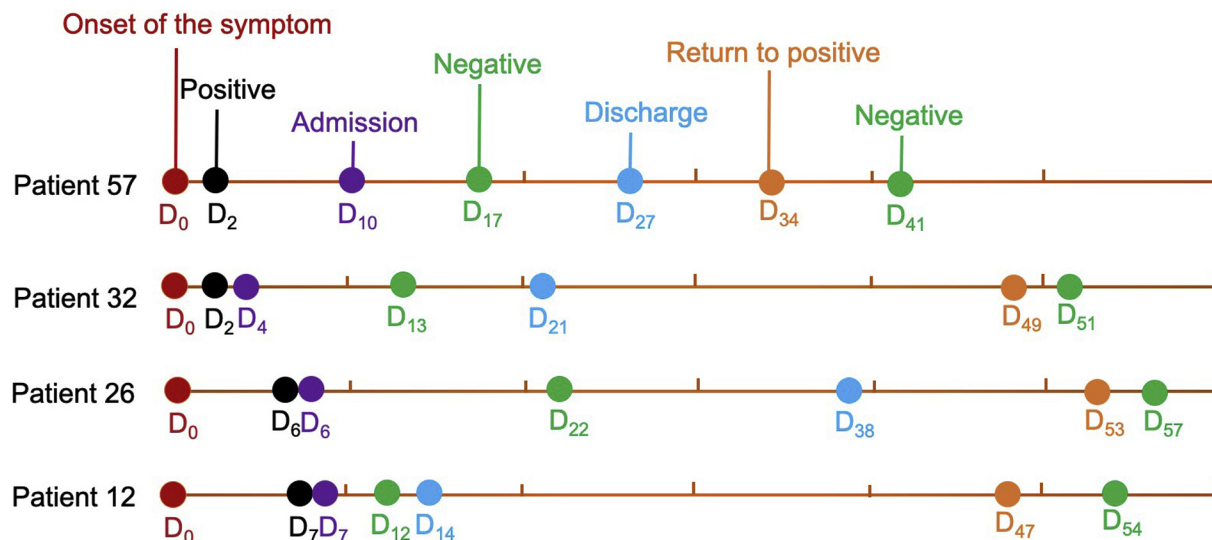 Onset of the symptom
Positive
Admission
Negative
Discharge
Return to positive
Negative
Patient 57
D0 D2 D10 D17 D27 D34 D41
Patient 32
D0 D2 D4 D13 D21 D49 D51
Patient 26
D0 D6 D6 D22 D38 D53 D57
Patient 12
D0 D7 D7 D12 D14 D47 D54